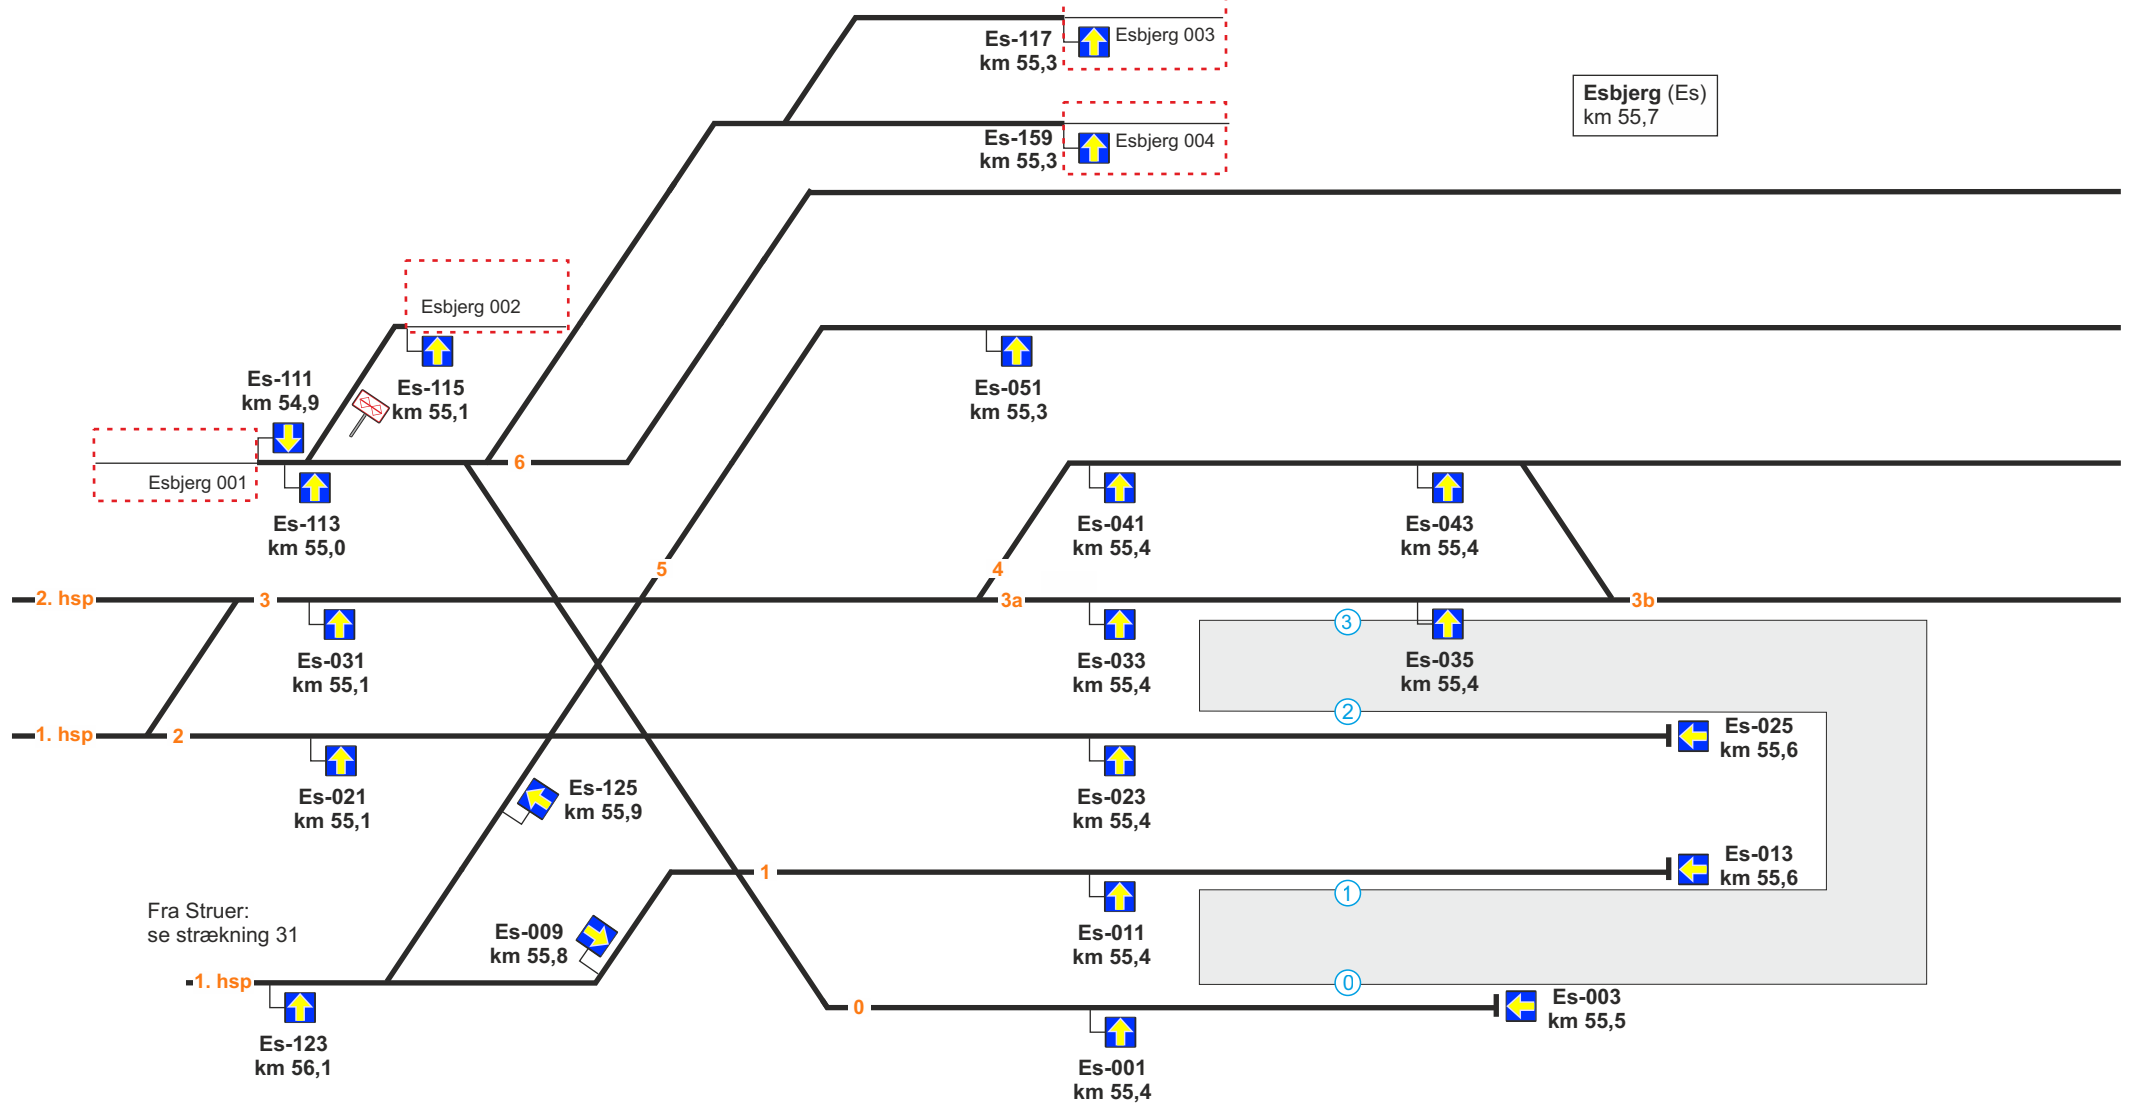 Es-117
km 55,3
Esbjerg 003
Esbjerg (Es)
km 55,7
Es-159
km 55,3
Esbjerg 004
Esbjerg 002
Es-111
km 54,9
Es-115
km 55,1
Es-051
km 55,3
6
Esbjerg 001
Es-113
km 55,0
Es-041
km 55,4
Es-043
km 55,4
5
4
2. hsp
3
3a
3b
3
Es-031
km 55,1
Es-033
km 55,4
Es-035
km 55,4
2
1. hsp
2
Es-025
km 55,6
Es-021
km 55,1
Es-125
km 55,9
Es-023
km 55,4
1
Es-013
km 55,6
1
Fra Struer:
se strækning 31
Es-009
km 55,8
Es-011
km 55,4
1. hsp
0
0
Es-003
km 55,5
Es-123
km 56,1
Es-001
km 55,4